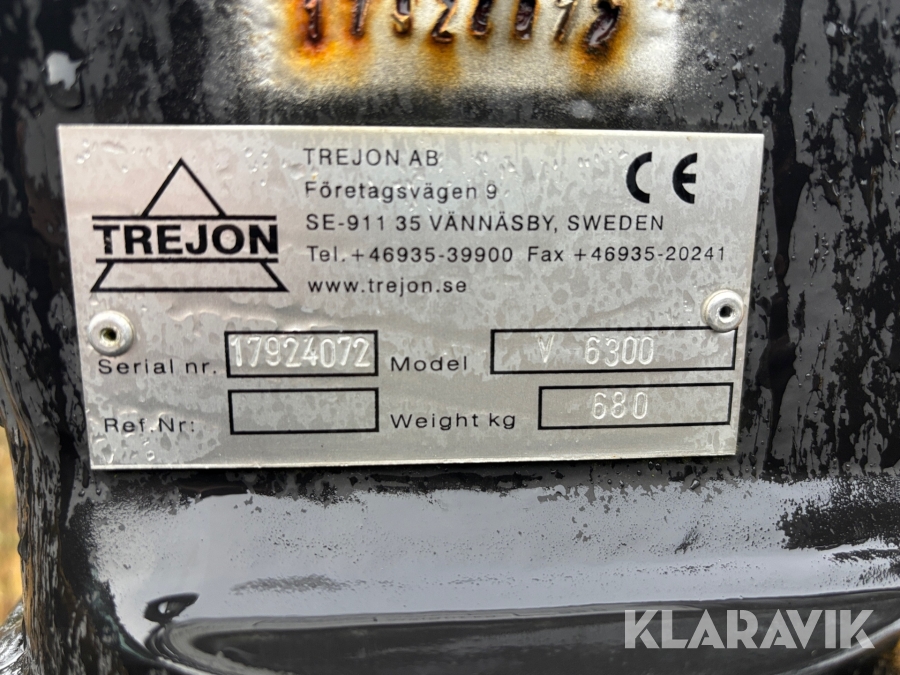 TREJON
TREJON AB
Företagsvägen 9
SE-911 35 VÄNNÄSBY, SWEDEN
Tel. +46935-39900 Fax +46935-20241
www.trejon.se
CE
Serial nr. 17924072 Model V 6300
Ref.Nr: Weight kg 680
KLARAVIK